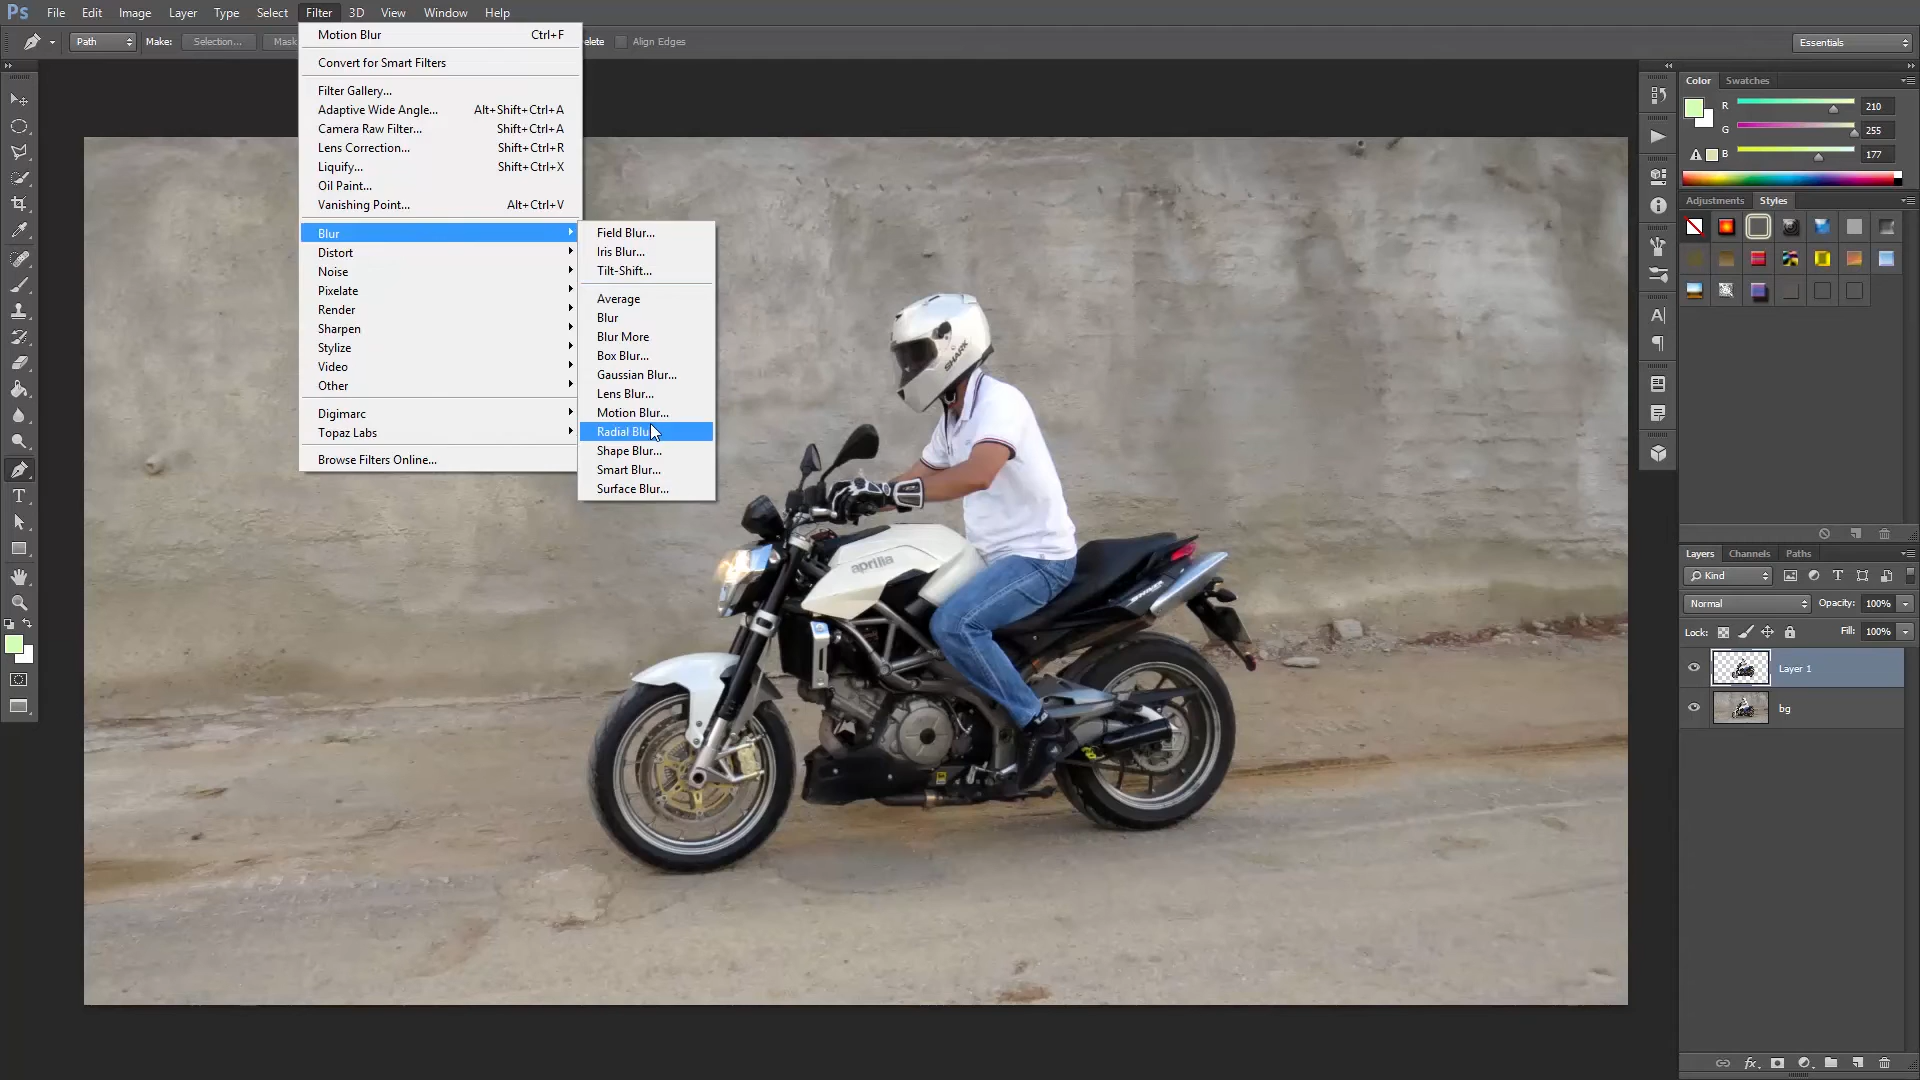 Ps File Edit Image Layer Type Select Filter 3D View Window Help
Path Make: Selection... Mask Align Edges Essentials
Motion Blur Ctrl+F
Convert for Smart Filters
Filter Gallery...
Adaptive Wide Angle... Alt+Shift+Ctrl+A
Camera Raw Filter... Shift+Ctrl+A
Lens Correction... Shift+Ctrl+R
Liquify... Shift+Ctrl+X
Oil Paint...
Vanishing Point... Alt+Ctrl+V
Blur
Distort
Noise
Pixelate
Render
Sharpen
Stylize
Video
Other
Digimarc
Topaz Labs
Browse Filters Online...
Field Blur...
Iris Blur...
Tilt-Shift...
Average
Blur
Blur More
Box Blur...
Gaussian Blur...
Lens Blur...
Motion Blur...
Radial Blu
Shape Blur...
Smart Blur...
Surface Blur...
SHARK
aprilia
Color Swatches
R 210
G 255
B 177
Adjustments Styles
Layers Channels Paths
Kind
Normal Opacity: 100%
Lock: Fill: 100%
Layer 1
bg